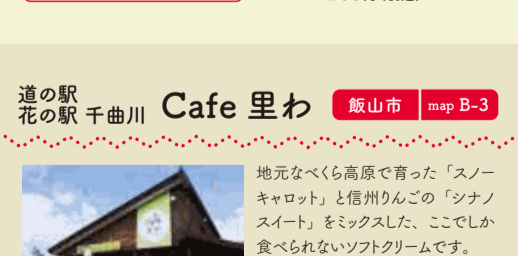 道の駅
花の駅 千曲川 Cafe 里わ 飯山市 map B-3
地元なべくら高原で育った「スノー
キャロット」と信州りんごの「シナノ
スイート」をミックスした、ここでしか
食べられないソフトクリームです。